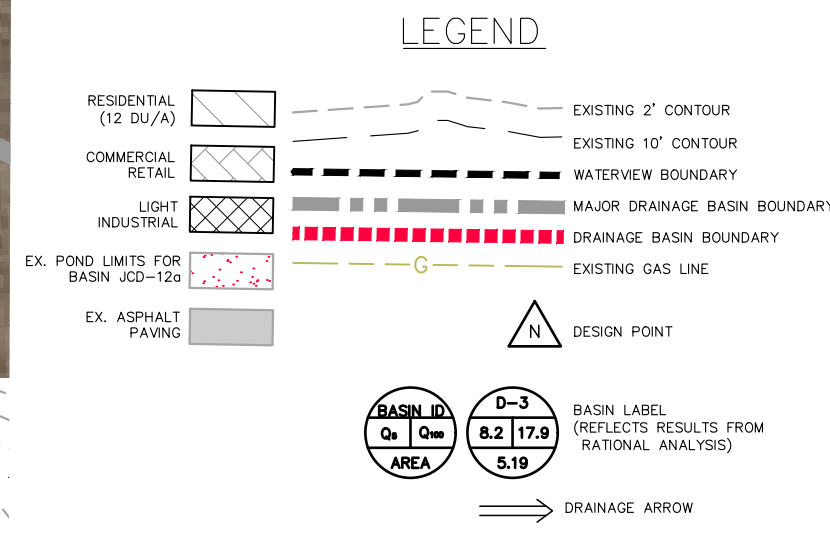 LEGEND
RESIDENTIAL
(12 DU/A)
COMMERCIAL
RETAIL
LIGHT
INDUSTRIAL
EX. POND LIMITS FOR
BASIN JCD-12a
EX. ASPHALT
PAVING
EXISTING 2' CONTOUR
EXISTING 10' CONTOUR
WATERVIEW BOUNDARY
MAJOR DRAINAGE BASIN BOUNDARY
DRAINAGE BASIN BOUNDARY
G
EXISTING GAS LINE
N
DESIGN POINT
BASIN ID
Q5 Q100
AREA
D-3
8.2 17.9
5.19
BASIN LABEL
(REFLECTS RESULTS FROM
RATIONAL ANALYSIS)
DRAINAGE ARROW